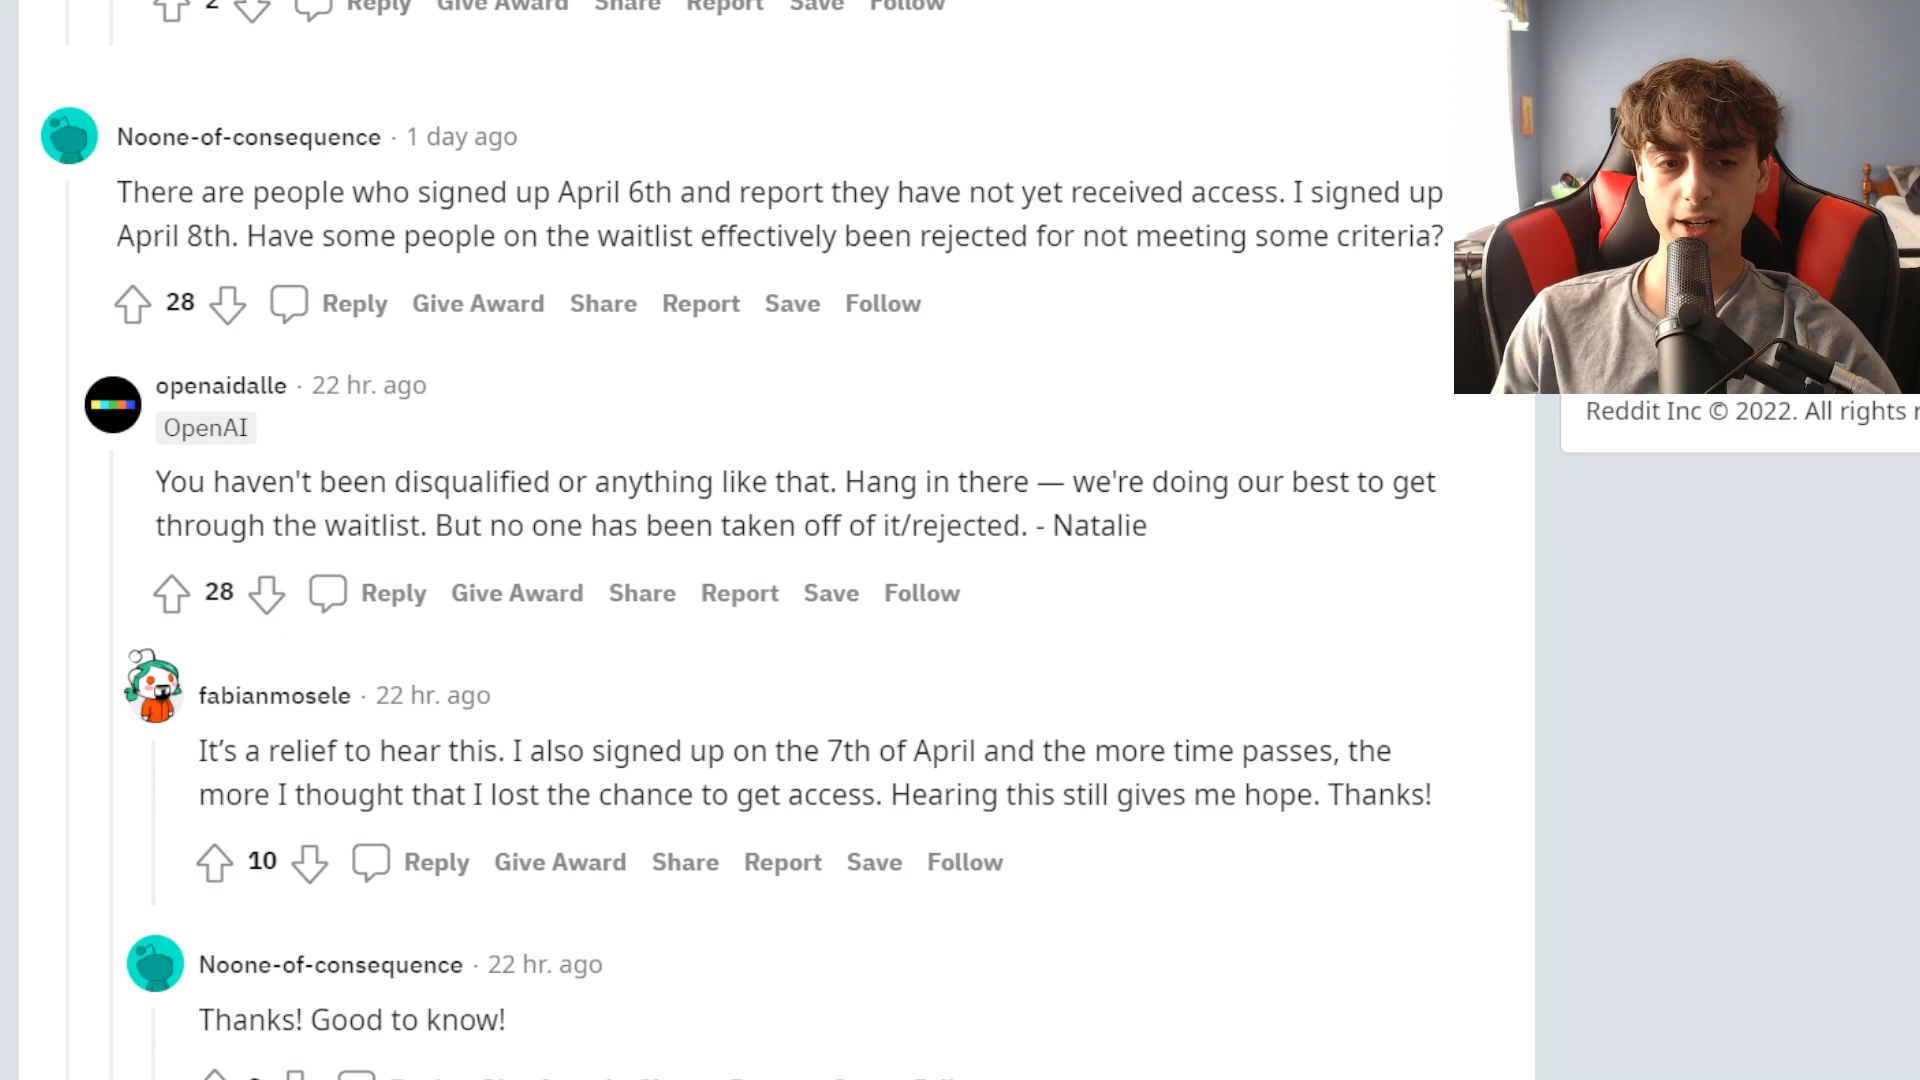 2 Reply Give Award Share Report Save Follow
Noone-of-consequence · 1 day ago
There are people who signed up April 6th and report they have not yet received access. I signed up
April 8th. Have some people on the waitlist effectively been rejected for not meeting some criteria?
28 Reply Give Award Share Report Save Follow
openaidalle · 22 hr. ago
OpenAI
You haven't been disqualified or anything like that. Hang in there — we're doing our best to get
through the waitlist. But no one has been taken off of it/rejected. - Natalie
28 Reply Give Award Share Report Save Follow
fabianmosele · 22 hr. ago
It’s a relief to hear this. I also signed up on the 7th of April and the more time passes, the
more I thought that I lost the chance to get access. Hearing this still gives me hope. Thanks!
10 Reply Give Award Share Report Save Follow
Noone-of-consequence · 22 hr. ago
Thanks! Good to know!
Reddit Inc © 2022. All rights